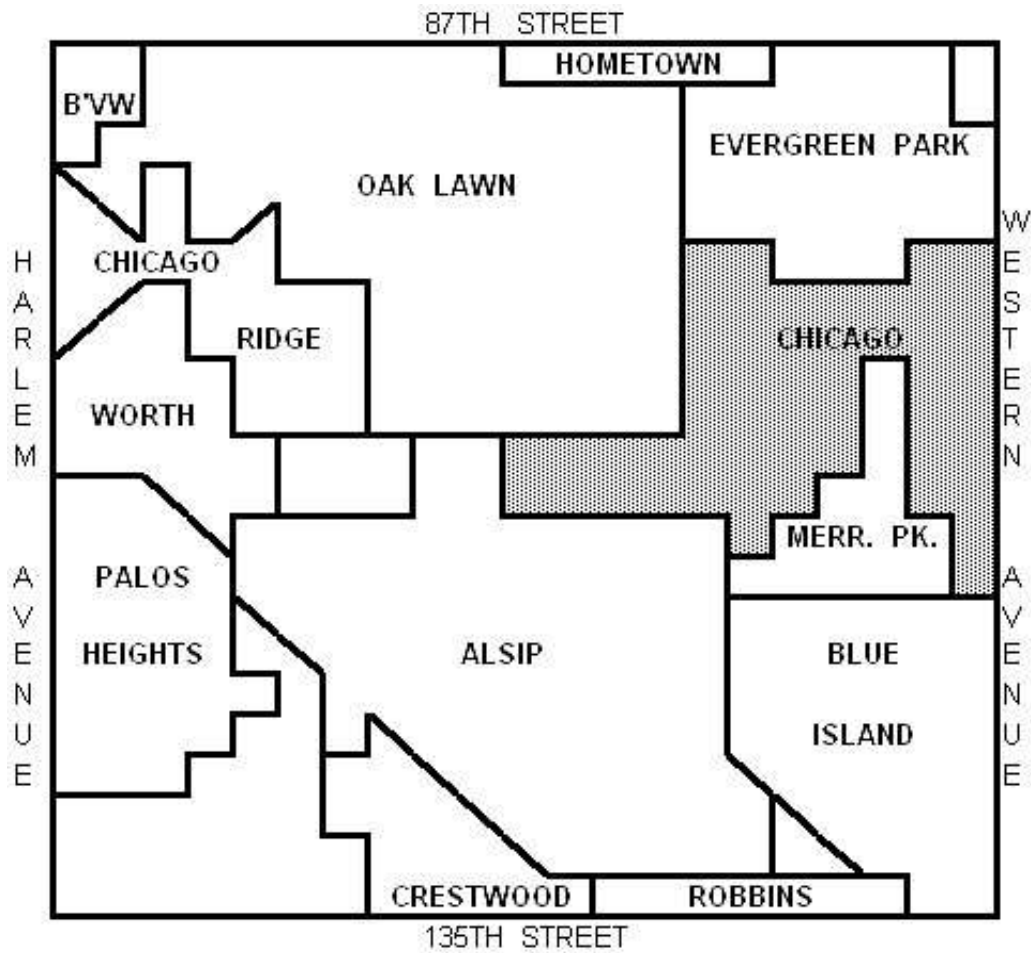 87TH STREET
HOMETOWN
B'VW
EVERGREEN PARK
OAK LAWN
CHICAGO
RIDGE
CHICAGO
WORTH
MERR. PK.
PALOS
HEIGHTS
ALSIP
BLUE
ISLAND
CRESTWOOD
ROBBINS
135TH STREET
HARLEM AVENUE
WESTERN AVENUE